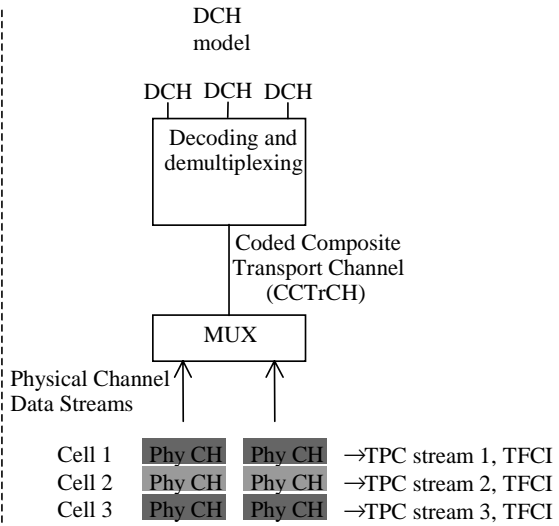 DCH
model
DCH DCH DCH
Decoding and
demultiplexing
Coded Composite
Transport Channel
(CCTrCH)
MUX
Physical Channel
Data Streams
Cell 1 Phy CH Phy CH →TPC stream 1, TFCI
Cell 2 Phy CH Phy CH →TPC stream 2, TFCI
Cell 3 Phy CH Phy CH →TPC stream 3, TFCI